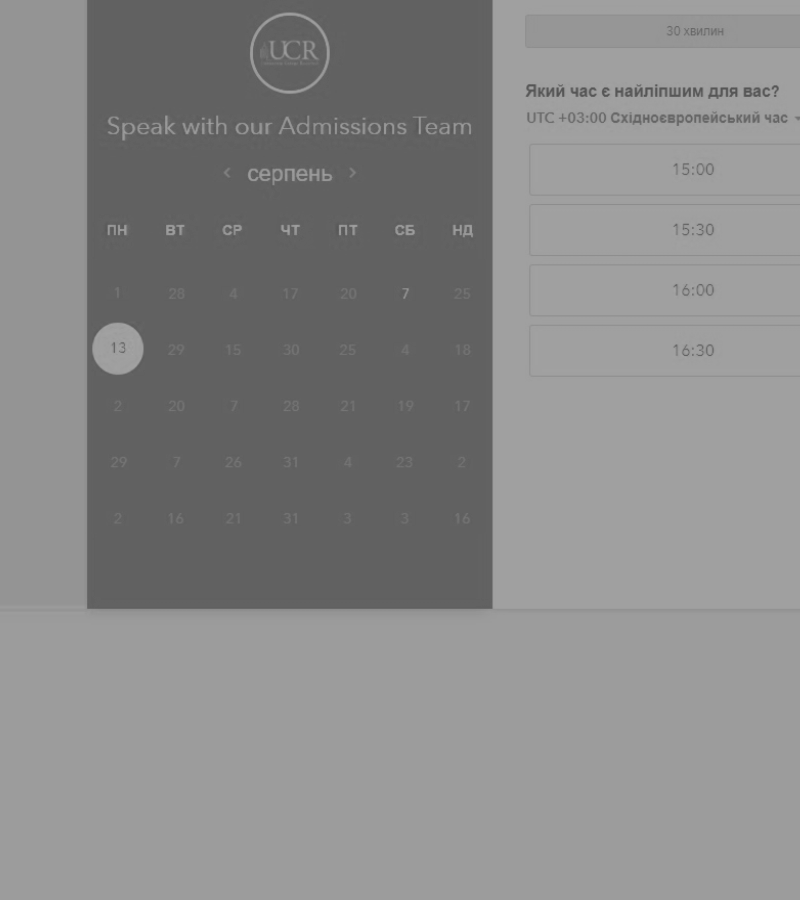 UCR
Speak with our Admissions Team
серпень
ПН ВТ СР ЧТ ПТ СБ НД
1 28 4 17 20 7 25
13 29 15 30 25 4 18
2 20 7 28 21 19 17
29 7 26 31 4 23 2
2 16 21 31 3 3 16
30 хвилин
Який час є найліпшим для вас?
UTC +03:00 Східноєвропейський час
15:00
15:30
16:00
16:30